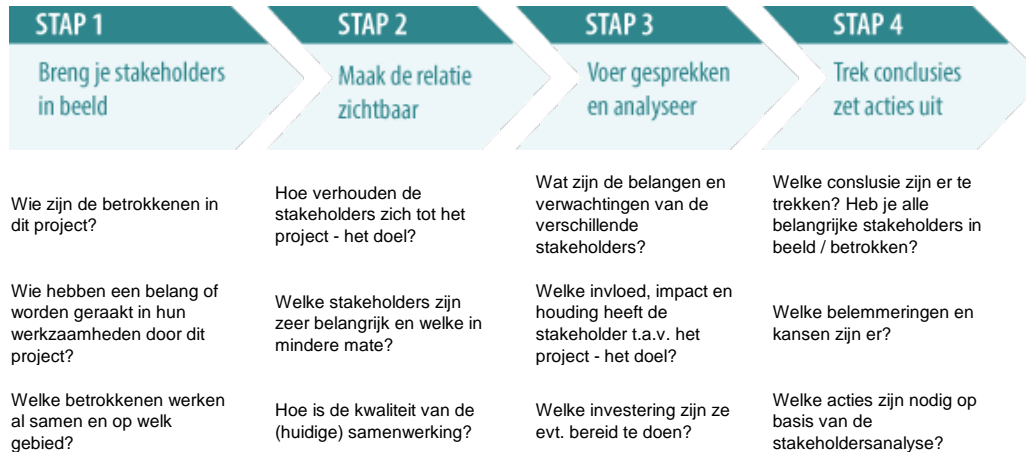 STAP 1
Breng je stakeholders
in beeld
STAP 2
Maak de relatie
zichtbaar
STAP 3
Voer gesprekken
en analyseer
STAP 4
Trek conclusies
zet acties uit
Wie zijn de betrokkenen in
dit project?
Hoe verhouden de
stakeholders zich tot het
project - het doel?
Wat zijn de belangen en
verwachtingen van de
verschillende
stakeholders?
Welke conslusie zijn er te
trekken? Heb je alle
belangrijke stakeholders in
beeld / betrokken?
Wie hebben een belang of
worden geraakt in hun
werkzaamheden door dit
project?
Welke stakeholders zijn
zeer belangrijk en welke in
mindere mate?
Welke invloed, impact en
houding heeft de
stakeholder t.a.v. het
project - het doel?
Welke belemmeringen en
kansen zijn er?
Welke betrokkenen werken
al samen en op welk
gebied?
Hoe is de kwaliteit van de
(huidige) samenwerking?
Welke investering zijn ze
evt. bereid te doen?
Welke acties zijn nodig op
basis van de
stakeholdersanalyse?